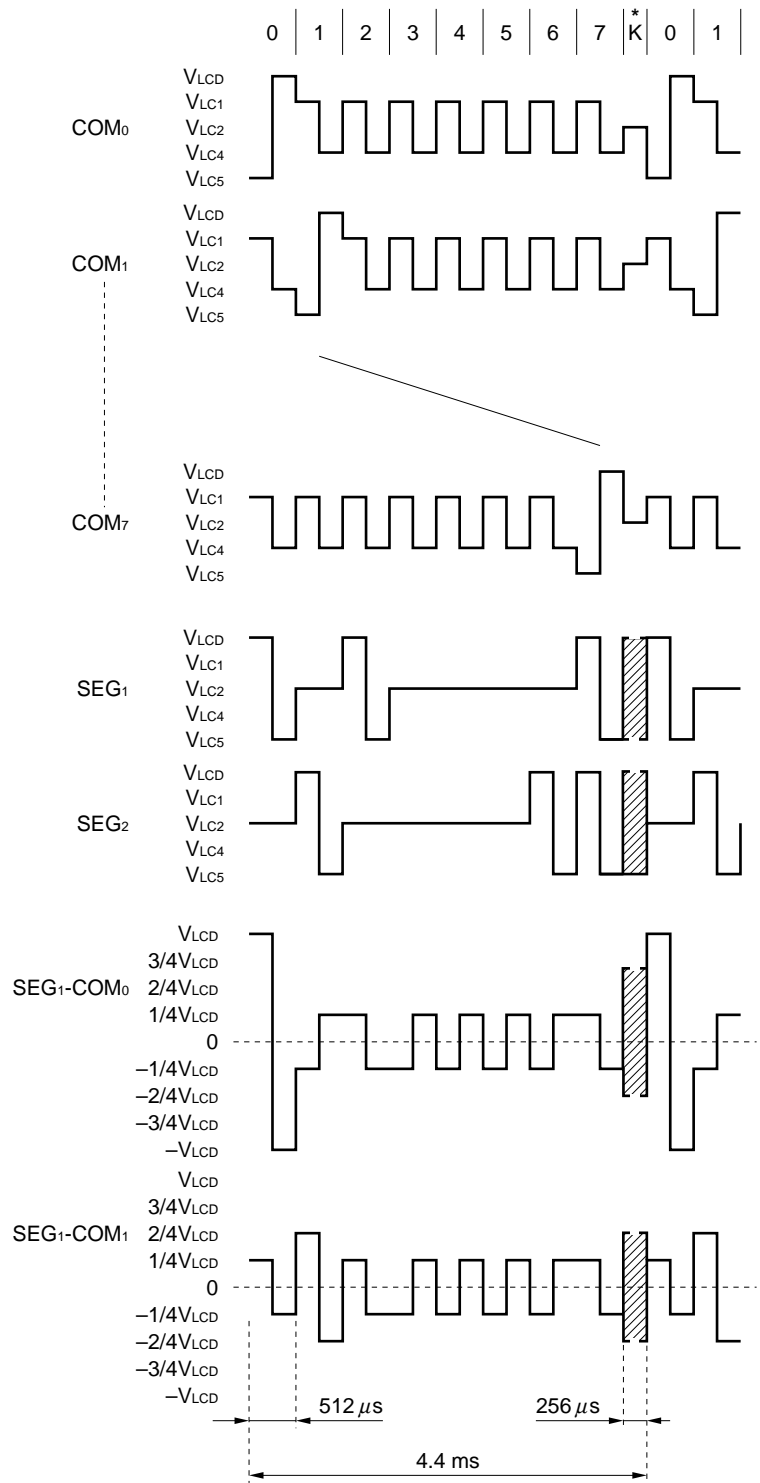 *
0 1 2 3 4 5 6 7 K 0 1
COM0
VLCD
VLC1
VLC2
VLC4
VLC5
COM1
VLCD
VLC1
VLC2
VLC4
VLC5
COM7
VLCD
VLC1
VLC2
VLC4
VLC5
SEG1
VLCD
VLC1
VLC2
VLC4
VLC5
SEG2
VLCD
VLC1
VLC2
VLC4
VLC5
SEG1-COM0
VLCD
3/4VLCD
2/4VLCD
1/4VLCD
0
–1/4VLCD
–2/4VLCD
–3/4VLCD
–VLCD
SEG1-COM1
VLCD
3/4VLCD
2/4VLCD
1/4VLCD
0
–1/4VLCD
–2/4VLCD
–3/4VLCD
–VLCD
512 μs
256 μs
4.4 ms